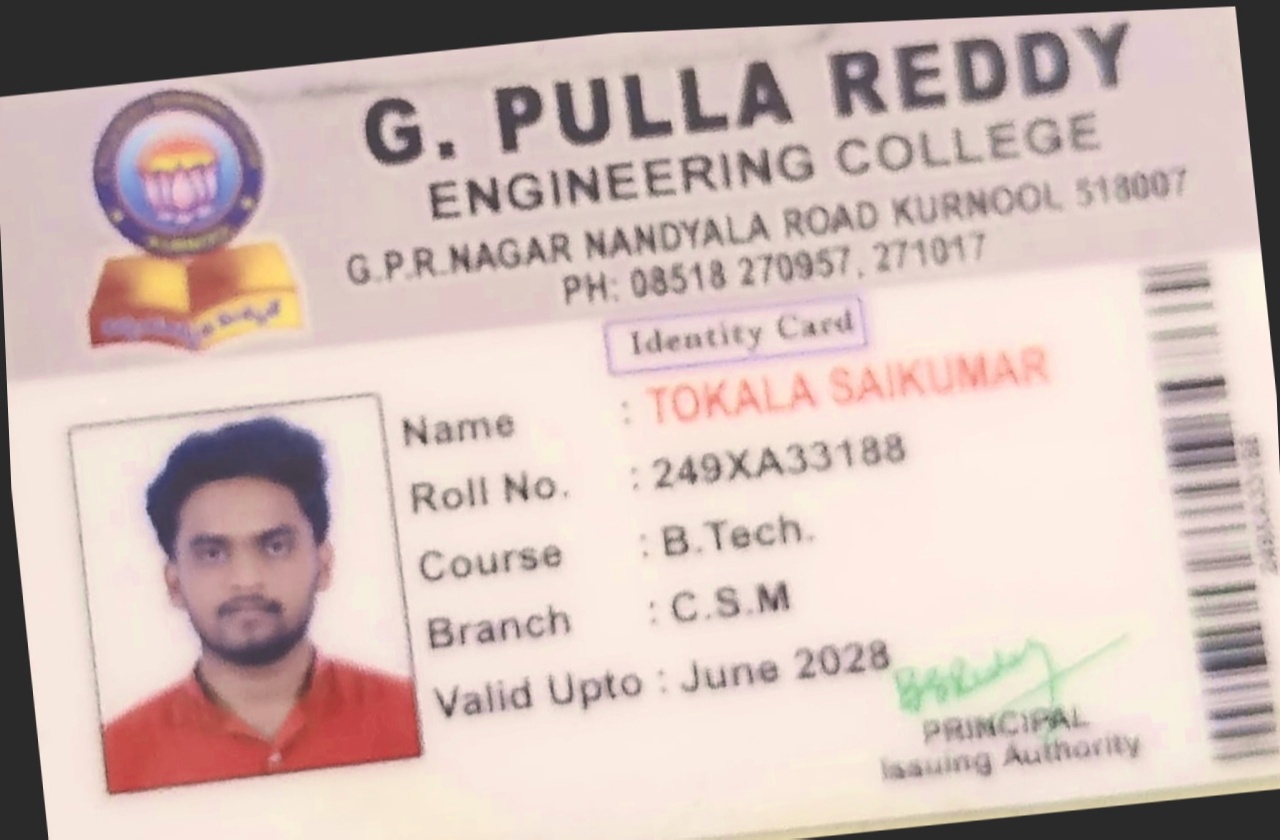 G. PULLA REDDY
ENGINEERING COLLEGE
G.P.R.NAGAR NANDYALA ROAD KURNOOL 518007
PH: 08518 270957, 271017
Identity Card
Name : TOKALA SAIKUMAR
Roll No. : 249XA33188
Course : B.Tech.
Branch : C.S.M
Valid Upto : June 2028
PRINCIPAL
Issuing Authority